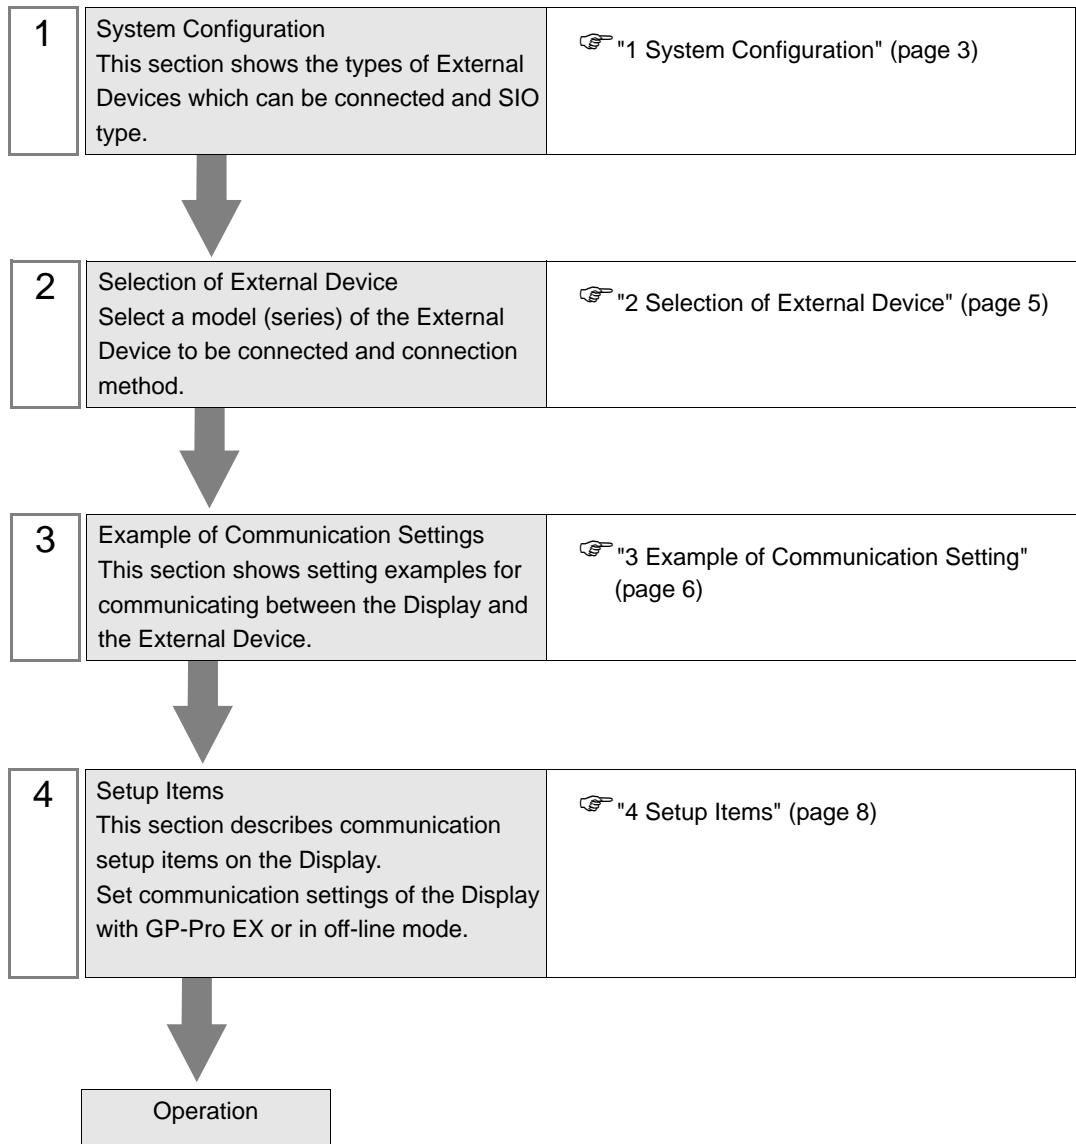 1
System Configuration
This section shows the types of External
Devices which can be connected and SIO
type.
"1 System Configuration" (page 3)
2
Selection of External Device
Select a model (series) of the External
Device to be connected and connection
method.
"2 Selection of External Device" (page 5)
3
Example of Communication Settings
This section shows setting examples for
communicating between the Display and
the External Device.
"3 Example of Communication Setting"
(page 6)
4
Setup Items
This section describes communication
setup items on the Display.
Set communication settings of the Display
with GP-Pro EX or in off-line mode.
"4 Setup Items" (page 8)
Operation